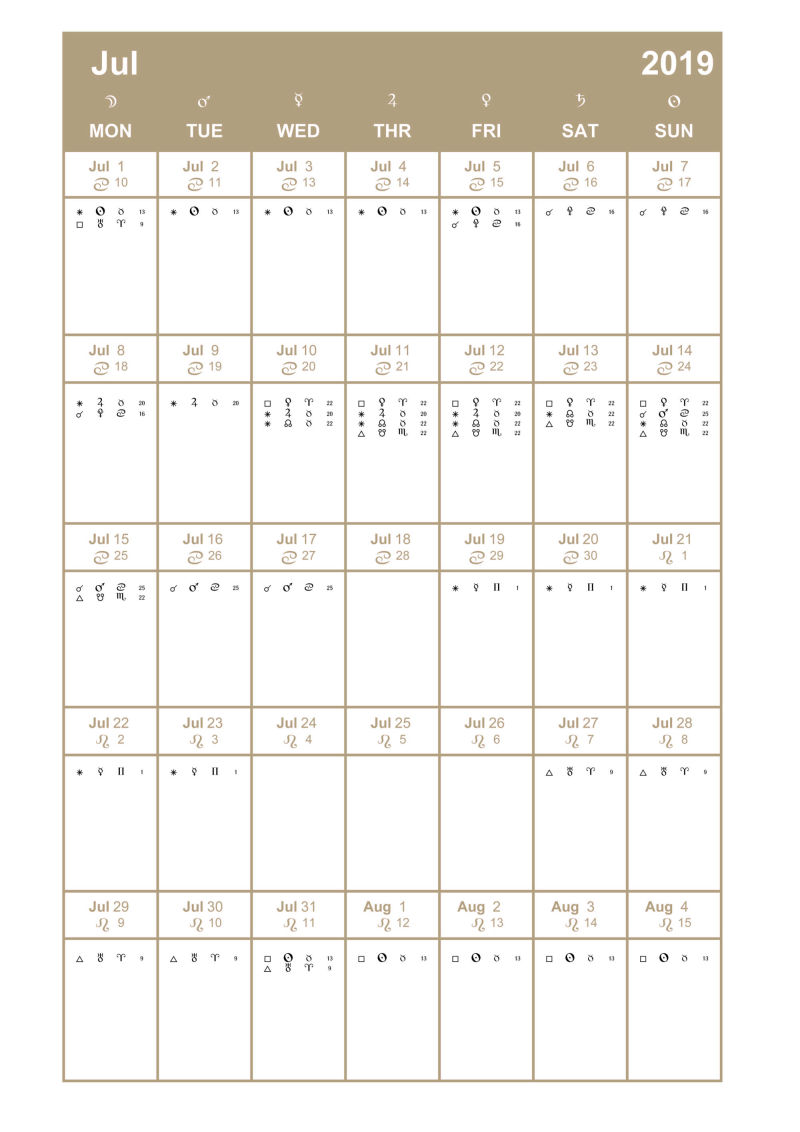 Jul 2019
☽ ♂ ☿ ♃ ♀ ♄ ☉
MON TUE WED THR FRI SAT SUN
Jul 1 Jul 2 Jul 3 Jul 4 Jul 5 Jul 6 Jul 7
♋ 10 ♋ 11 ♋ 13 ♋ 14 ♋ 15 ♋ 16 ♋ 17
⚹ ☉ ♉ 13 ⚹ ☉ ♉ 13 ⚹ ☉ ♉ 13 ⚹ ☉ ♉ 13 ⚹ ☉ ♉ 13 ☌ ⚴ ♋ 16 ☌ ⚴ ♋ 16
□ ♅ ♈ 9 ☌ ⚴ ♋ 16
Jul 8 Jul 9 Jul 10 Jul 11 Jul 12 Jul 13 Jul 14
♋ 18 ♋ 19 ♋ 20 ♋ 21 ♋ 22 ♋ 23 ♋ 24
⚹ ♃ ♉ 20 ⚹ ♃ ♉ 20 □ ♀ ♈ 22 □ ♀ ♈ 22 □ ♀ ♈ 22 □ ♀ ♈ 22 □ ♀ ♈ 22
☌ ⚴ ♋ 16 ⚹ ♃ ♉ 20 ⚹ ♃ ♉ 20 ⚹ ♃ ♉ 20 ⚹ ☊ ♉ 22 ☌ ♂ ♋ 25
⚹ ☊ ♉ 22 ⚹ ☊ ♉ 22 ⚹ ☊ ♉ 22 △ ☋ ♏ 22 ⚹ ☊ ♉ 22
△ ☋ ♏ 22 △ ☋ ♏ 22 △ ☋ ♏ 22
Jul 15 Jul 16 Jul 17 Jul 18 Jul 19 Jul 20 Jul 21
♋ 25 ♋ 26 ♋ 27 ♋ 28 ♋ 29 ♋ 30 ♌ 1
☌ ♂ ♋ 25 ☌ ♂ ♋ 25 ☌ ♂ ♋ 25 ⚹ ☿ ♊ 1 ⚹ ☿ ♊ 1 ⚹ ☿ ♊ 1
△ ☋ ♏ 22
Jul 22 Jul 23 Jul 24 Jul 25 Jul 26 Jul 27 Jul 28
♌ 2 ♌ 3 ♌ 4 ♌ 5 ♌ 6 ♌ 7 ♌ 8
⚹ ☿ ♊ 1 ⚹ ☿ ♊ 1 △ ♅ ♈ 9 △ ♅ ♈ 9
Jul 29 Jul 30 Jul 31 Aug 1 Aug 2 Aug 3 Aug 4
♌ 9 ♌ 10 ♌ 11 ♌ 12 ♌ 13 ♌ 14 ♌ 15
△ ♅ ♈ 9 △ ♅ ♈ 9 □ ☉ ♉ 13 □ ☉ ♉ 13 □ ☉ ♉ 13 □ ☉ ♉ 13 □ ☉ ♉ 13
△ ♅ ♈ 9